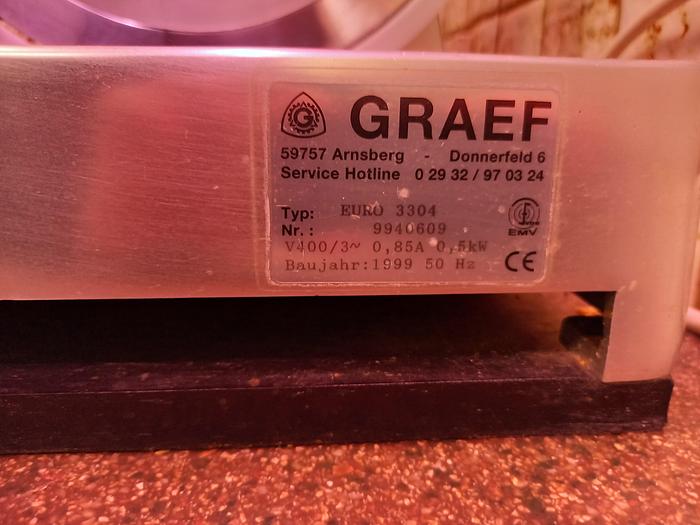 G GRAEF
59757 Arnsberg - Donnerfeld 6
Service Hotline 0 29 32 / 97 03 24
Typ: EURO 3304
Nr.: 9940609
EMV
V400/3~ 0,85A 0,5kW
Baujahr:1999 50 Hz CE